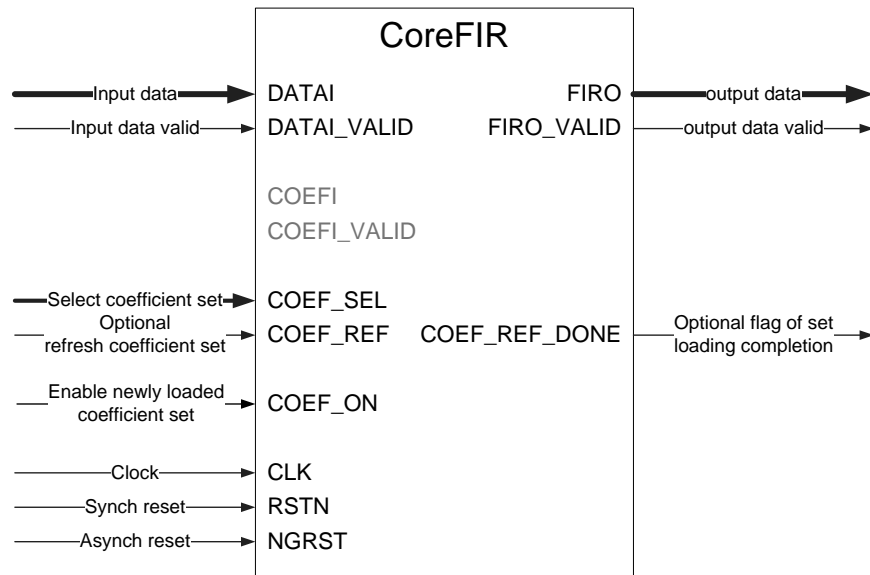 CoreFIR
Input data DATAI FIRO output data
Input data valid DATAI_VALID FIRO_VALID output data valid
COEFI
COEFI_VALID
Select coefficient set COEF_SEL
Optional
refresh coefficient set COEF_REF COEF_REF_DONE Optional flag of set
loading completion
Enable newly loaded
coefficient set COEF_ON
Clock CLK
Synch reset RSTN
Asynch reset NGRST